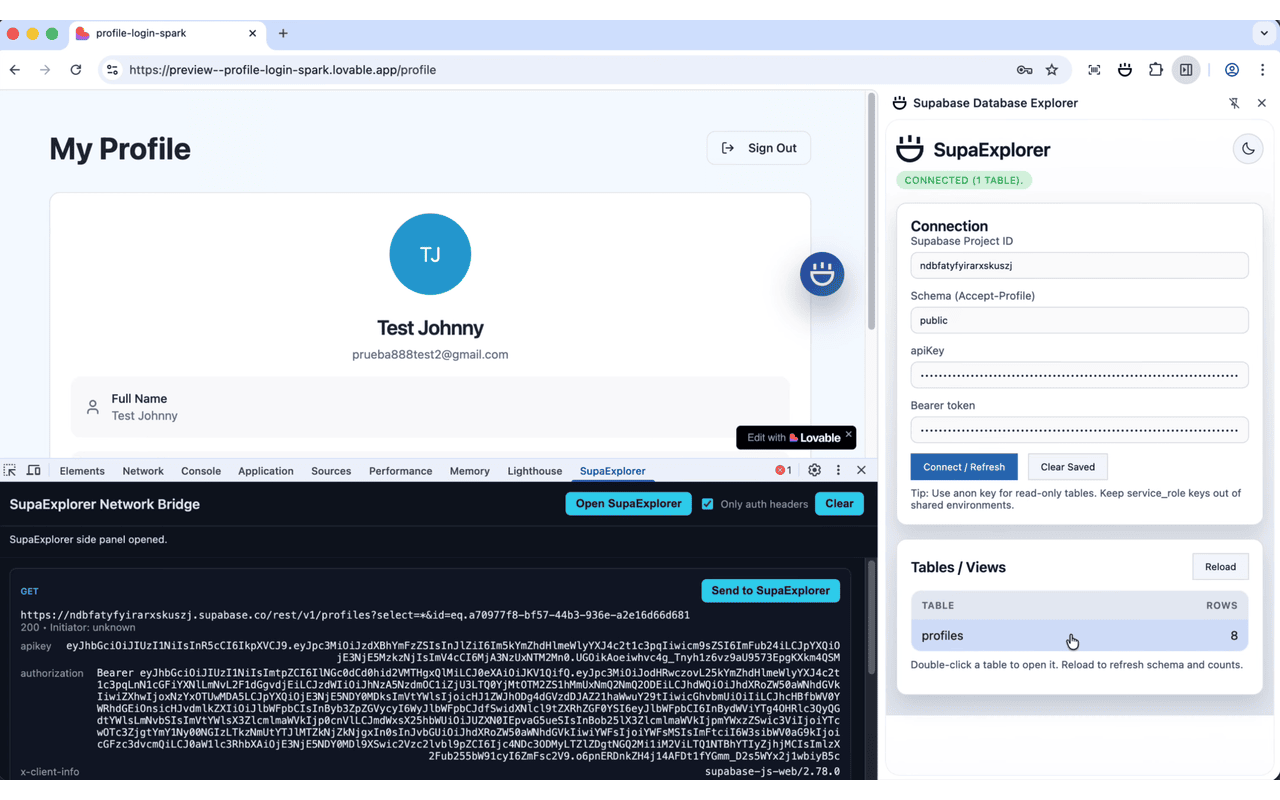 profile-login-spark
https://preview--profile-login-spark.lovable.app/profile
My Profile
Sign Out
TJ
Test Johnny
prueba888test2@gmail.com
Full Name
Test Johnny
Edit with Lovable
Elements Network Console Application Sources Performance Memory Lighthouse SupaExplorer 1
SupaExplorer Network Bridge
Open SupaExplorer
Only auth headers
Clear
SupaExplorer side panel opened.
GET
Send to SupaExplorer
https://ndbfatyfyirarxskuszj.supabase.co/rest/v1/profiles?select=*&id=eq.a70977f8-bf57-44b3-936e-a2e16d66d681
200 • Initiator: unknown
apikey
authorization Bearer
x-client-info supabase-js-web/2.78.0
Supabase Database Explorer
SupaExplorer
CONNECTED (1 TABLE).
Connection
Supabase Project ID
ndbfatyfyirarxskuszj
Schema (Accept-Profile)
public
apiKey
Bearer token
Connect / Refresh
Clear Saved
Tip: Use anon key for read-only tables. Keep service_role keys out of
shared environments.
Tables / Views
Reload
TABLE ROWS
profiles 8
Double-click a table to open it. Reload to refresh schema and counts.